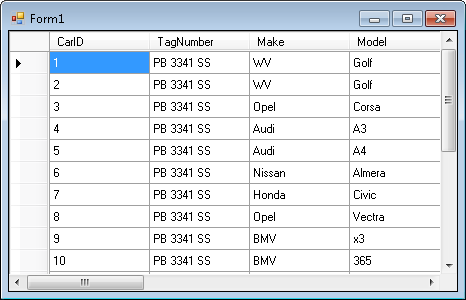 Form1
CarID TagNumber Make Model
1 PB 3341 SS WV Golf
2 PB 3341 SS WV Golf
3 PB 3341 SS Opel Corsa
4 PB 3341 SS Audi A3
5 PB 3341 SS Audi A4
6 PB 3341 SS Nissan Almera
7 PB 3341 SS Honda Civic
8 PB 3341 SS Opel Vectra
9 PB 3341 SS BMV x3
10 PB 3341 SS BMV 365